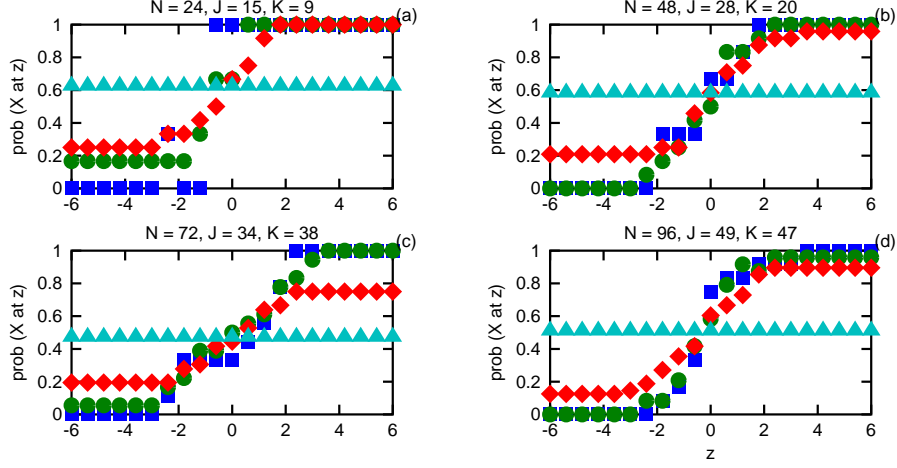 N = 24, J = 15, K = 9
(a)
prob (X at z)
1
0.8
0.6
0.4
0.2
0
-6 -4 -2 0 2 4 6
N = 48, J = 28, K = 20
(b)
prob (X at z)
1
0.8
0.6
0.4
0.2
0
-6 -4 -2 0 2 4 6
N = 72, J = 34, K = 38
(c)
prob (X at z)
1
0.8
0.6
0.4
0.2
0
-6 -4 -2 0 2 4 6
N = 96, J = 49, K = 47
(d)
prob (X at z)
1
0.8
0.6
0.4
0.2
0
-6 -4 -2 0 2 4 6
z